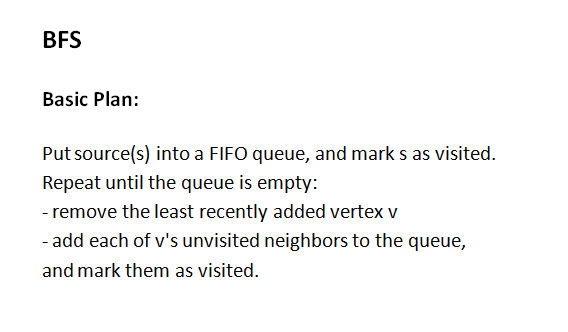 BFS
Basic Plan:
Put source(s) into a FIFO queue, and mark s as visited.
Repeat until the queue is empty:
- remove the least recently added vertex v
- add each of v's unvisited neighbors to the queue,
and mark them as visited.